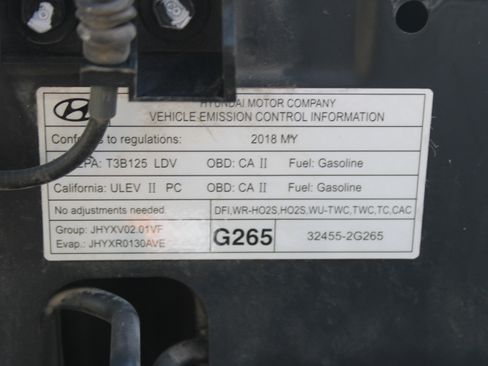 HYUNDAI MOTOR COMPANY
VEHICLE EMISSION CONTROL INFORMATION
Conforms to regulations: 2018 MY
EPA: T3B125 LDV OBD: CA II Fuel: Gasoline
California: ULEV II PC OBD: CA II Fuel: Gasoline
No adjustments needed. DFI,WR-HO2S,HO2S,WU-TWC,TWC,TC,CAC
Group: JHYXV02.01VF
Evap.: JHYXR0130AVE
G265
32455-2G265